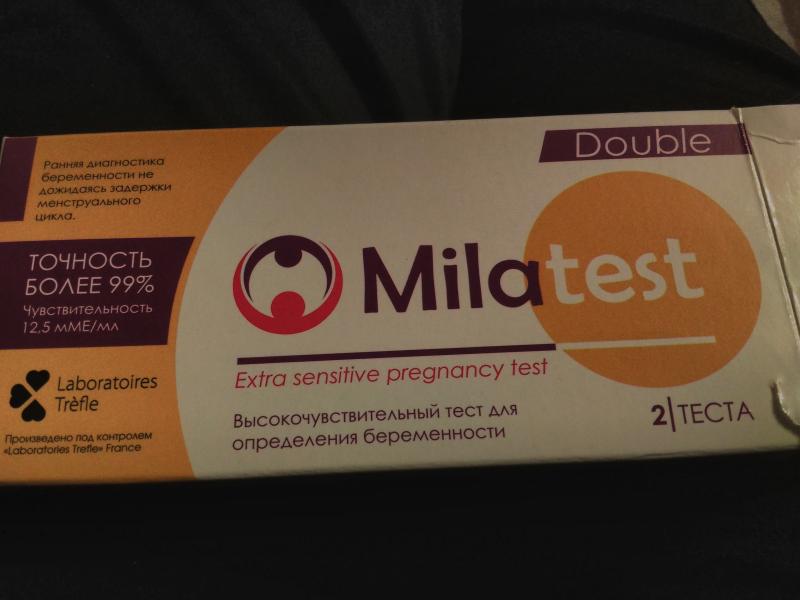 Double
Ранняя диагностика
беременности не
дожидаясь задержки
менструального
цикла.
ТОЧНОСТЬ
БОЛЕЕ 99%
Чувствительность
12,5 мМЕ/мл
Laboratoires
Trèfle
Произведено под контролем
«Laboratories Trefle» France
Milatest
Extra sensitive pregnancy test
Высокочувствительный тест для
определения беременности
2|ТЕСТА